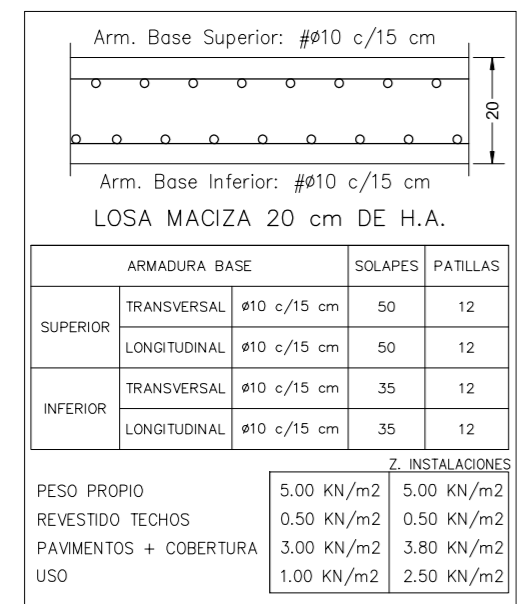 Arm. Base Superior: #ø10 c/15 cm
20
Arm. Base Inferior: #ø10 c/15 cm
LOSA MACIZA 20 cm DE H.A.
ARMADURA BASE SOLAPES PATILLAS
SUPERIOR TRANSVERSAL ø10 c/15 cm 50 12
LONGITUDINAL ø10 c/15 cm 50 12
INFERIOR TRANSVERSAL ø10 c/15 cm 35 12
LONGITUDINAL ø10 c/15 cm 35 12
Z. INSTALACIONES
PESO PROPIO 5.00 KN/m2 5.00 KN/m2
REVESTIDO TECHOS 0.50 KN/m2 0.50 KN/m2
PAVIMENTOS + COBERTURA 3.00 KN/m2 3.80 KN/m2
USO 1.00 KN/m2 2.50 KN/m2